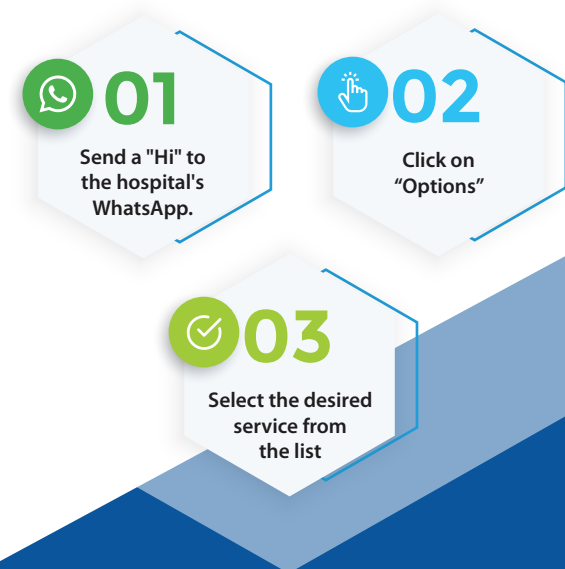 01
Send a "Hi" to
the hospital's
WhatsApp.
02
Click on
“Options”
03
Select the desired
service from
the list